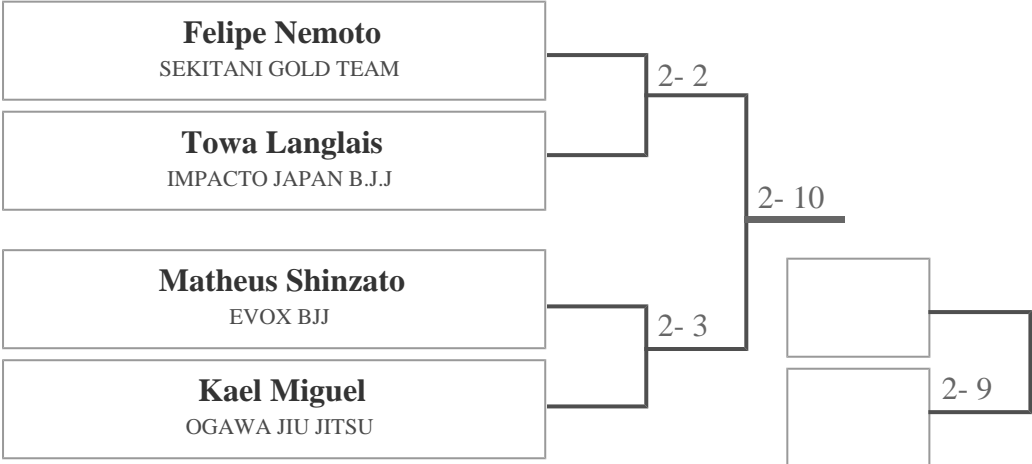 Felipe Nemoto
SEKITANI GOLD TEAM
2- 2
Towa Langlais
IMPACTO JAPAN B.J.J
2- 10
Matheus Shinzato
EVOX BJJ
2- 3
Kael Miguel
OGAWA JIU JITSU
2- 9